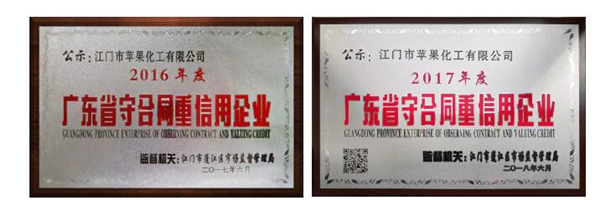 公示：江门市苹果化工有限公司
2016年度
广东省守合同重信用企业
GUANGDONG PROVINCE ENTERPRISE OF OBSERVING CONTRACT AND VALUING CREDIT
监督机关：江门市蓬江区市场监督管理局
二〇一七年六月
公示：江门市苹果化工有限公司
2017年度
广东省守合同重信用企业
GUANGDONG PROVINCE ENTERPRISE OF OBSERVING CONTRACT AND VALUING CREDIT
监督机关：江门市蓬江区市场监督管理局
二〇一八年六月